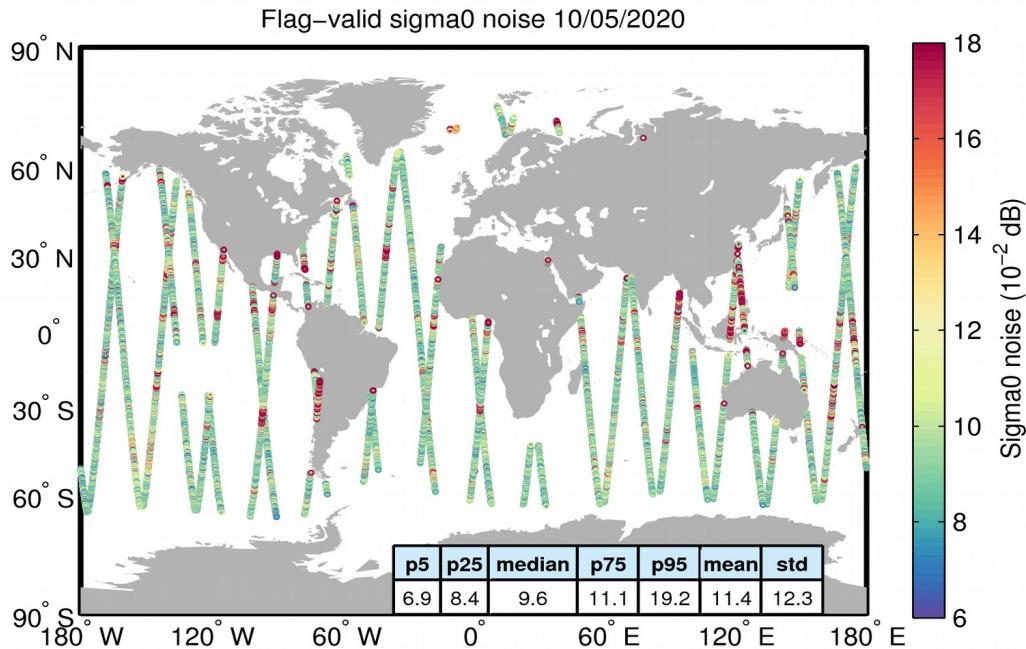 Flag−valid sigma0 noise 10/05/2020
90° N
60° N
30° N
0°
30° S
60° S
90° S
180° W 120° W 60° W 0° 60° E 120° E 180° E
p5 p25 median p75 p95 mean std
6.9 8.4 9.6 11.1 19.2 11.4 12.3
18
16
14
12
10
8
6
Sigma0 noise (10⁻² dB)